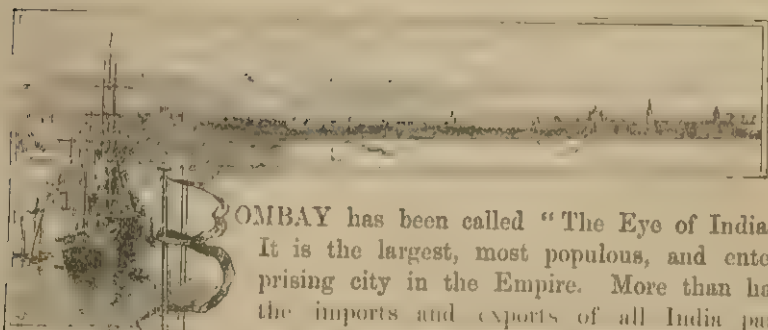 BOMBAY has been called “The Eye of India
It is the largest, most populous, and ente
prising city in the Empire. More than ha
the imports and exports of all India pa